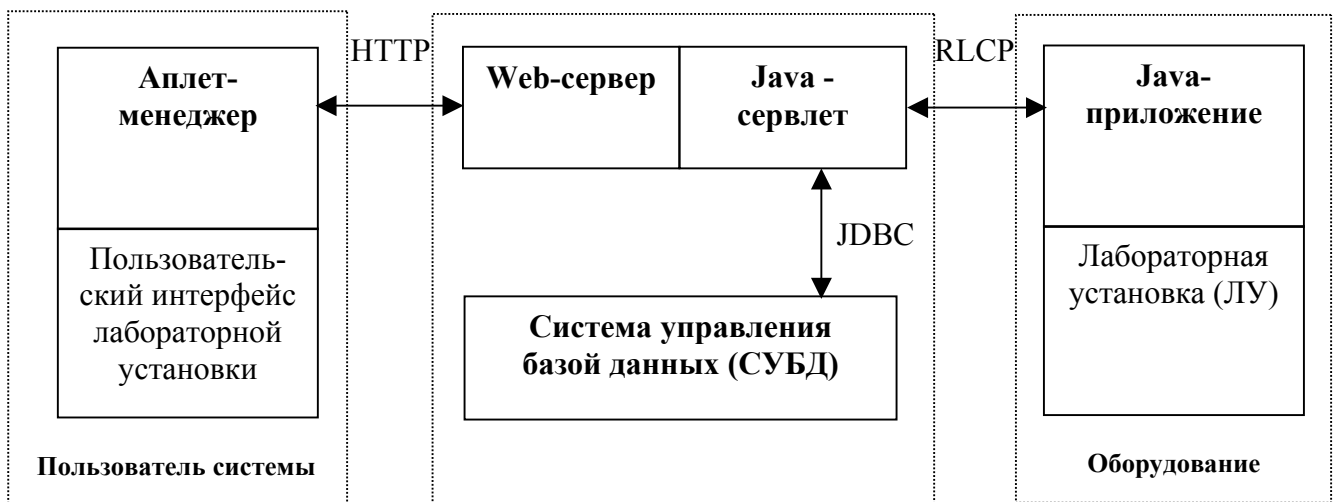 HTTP
RLCP
Аплет-
менеджер
Web-сервер
Java -
сервлет
Java-
приложение
JDBC
Пользователь-
ский интерфейс
лабораторной
установки
Лабораторная
установка (ЛУ)
Система управления
базой данных (СУБД)
Пользователь системы
Оборудование